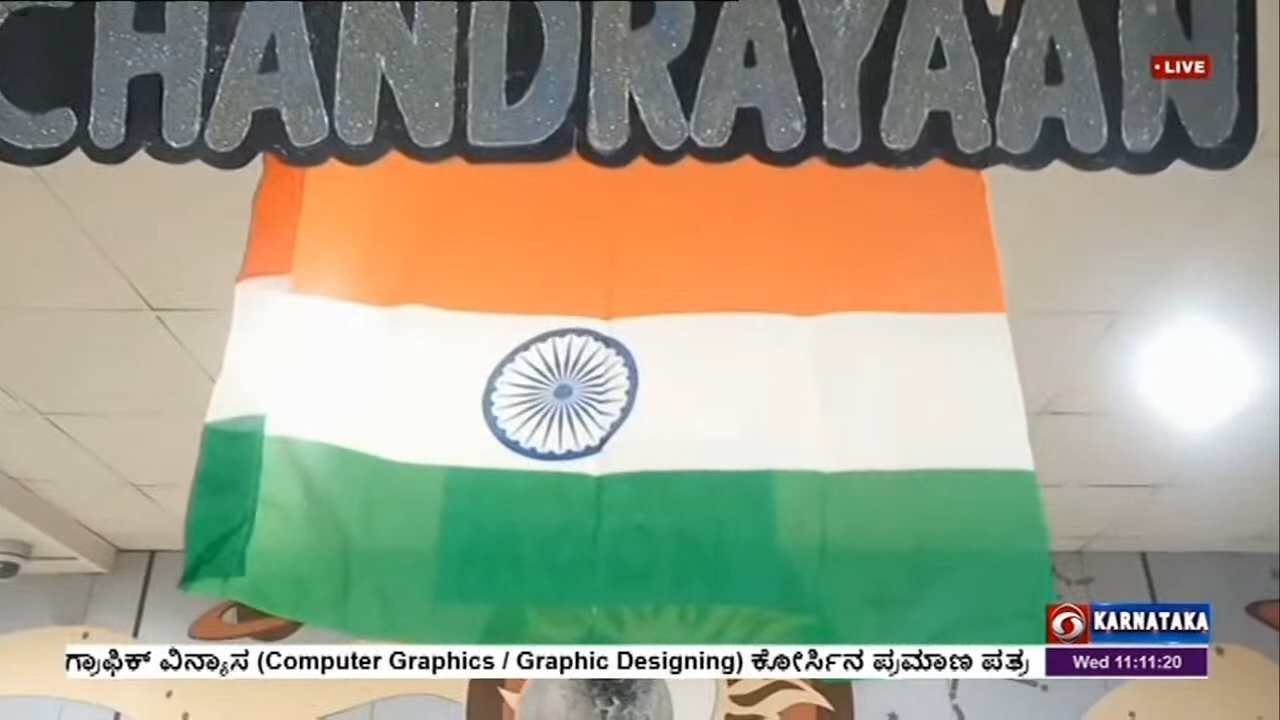 CHANDRAYAAN
• LIVE
KARNATAKA
ಗ್ರಾಫಿಕ್ ವಿನ್ಯಾಸ (Computer Graphics / Graphic Designing) ಕೋರ್ಸಿನ ಪ್ರಮಾಣ ಪತ್ರ
Wed 11:11:20